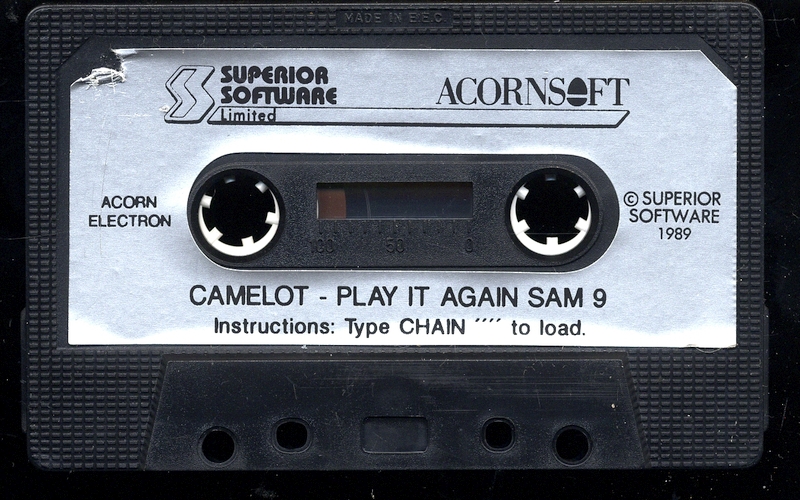 MADE IN E.E.C.
SUPERIOR
SOFTWARE
Limited
ACORNSOFT
ACORN
ELECTRON
© SUPERIOR
SOFTWARE
1989
100 50 0
CAMELOT - PLAY IT AGAIN SAM 9
Instructions: Type CHAIN ″″ to load.